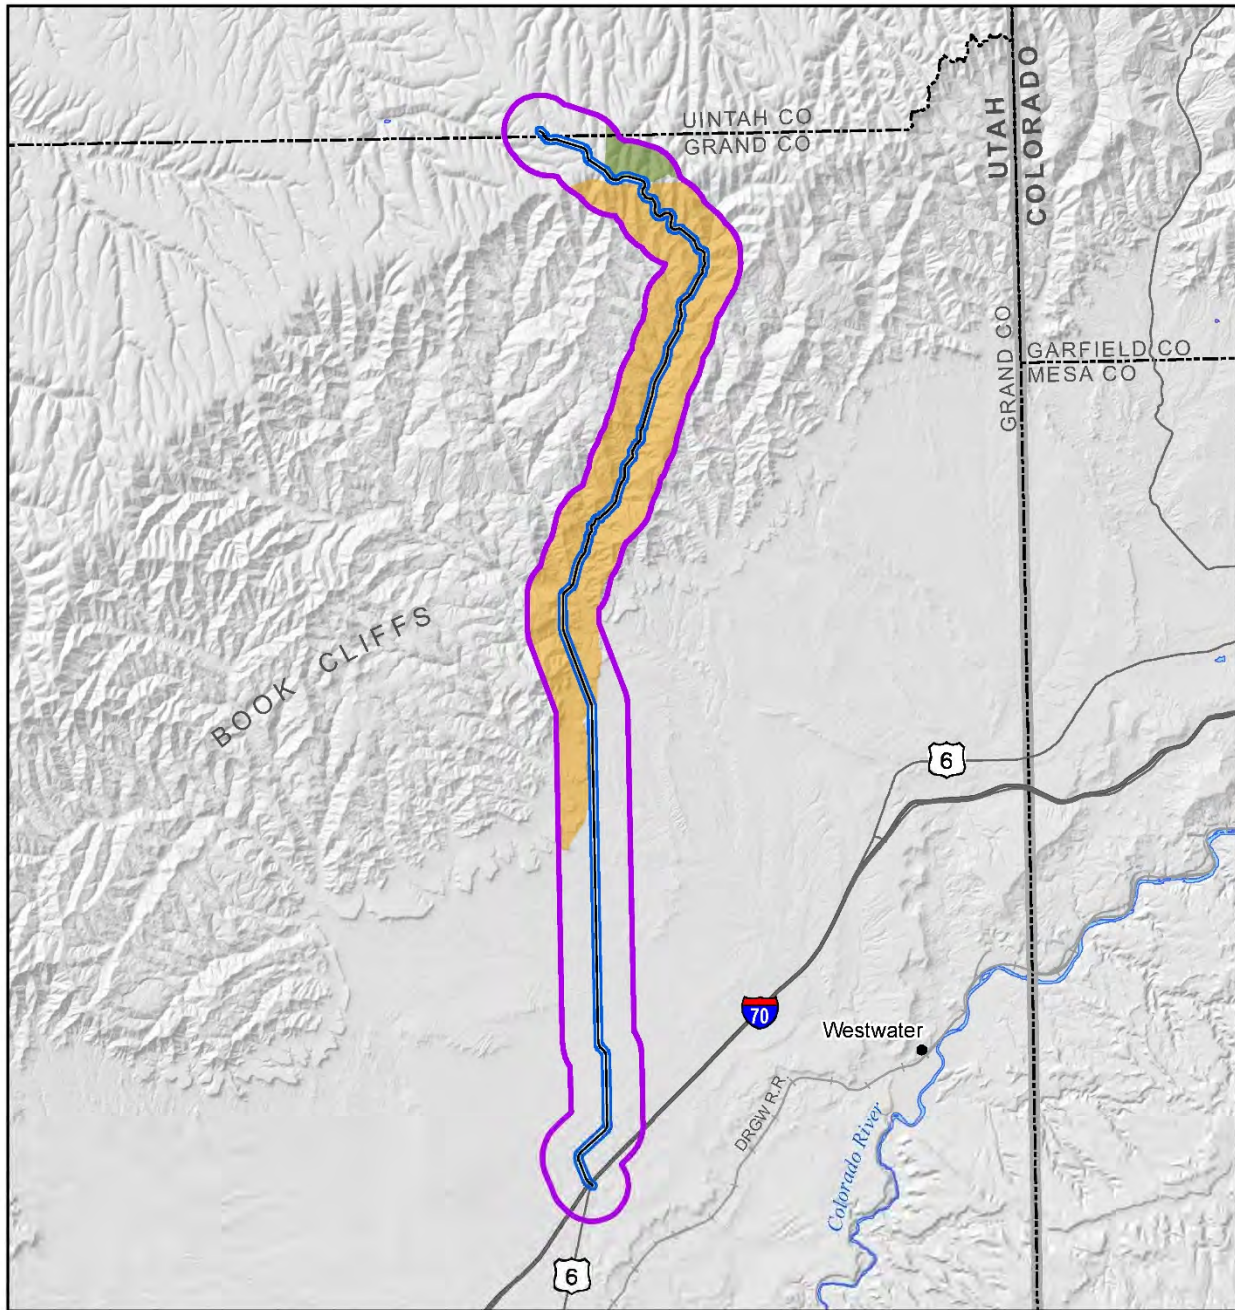 UINTAH CO
GRAND CO
UTAH
COLORADO
GRAND CO
GARFIELD CO
MESA CO
BOOK CLIFFS
6
70
Westwater
DRGW R.R.
Colorado River
6